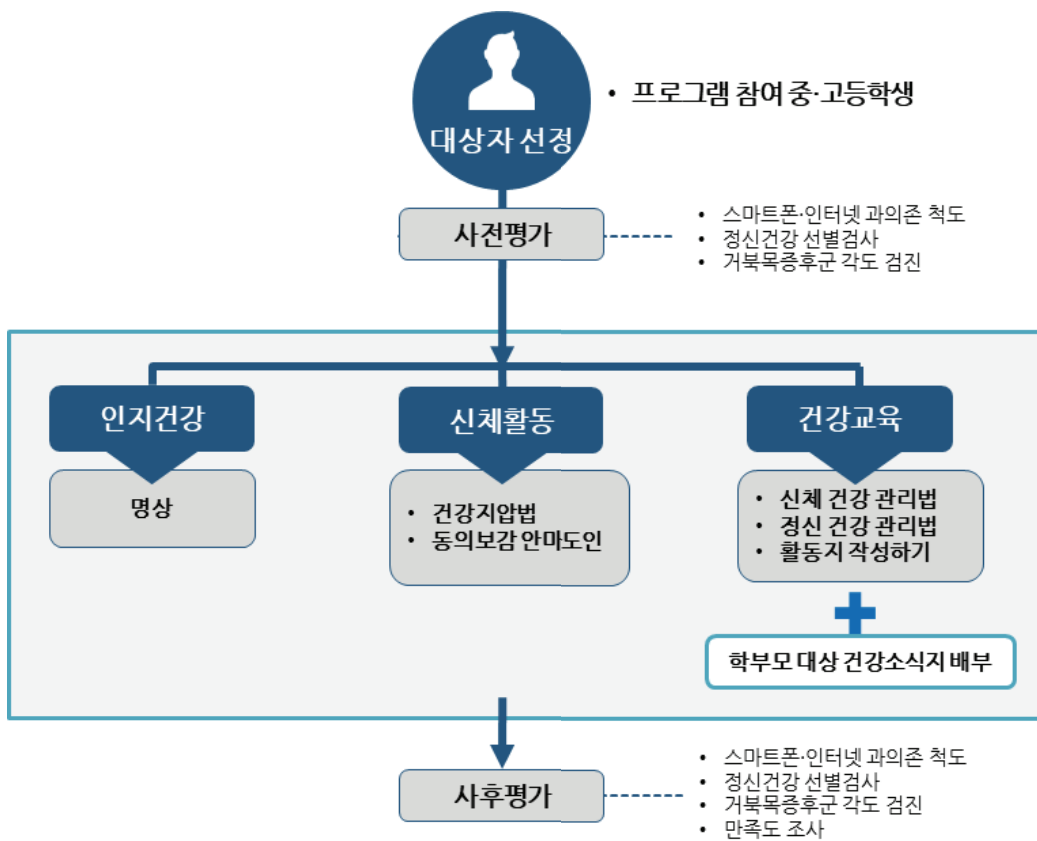 대상자 선정
• 프로그램 참여 중·고등학생
사전평가
• 스마트폰·인터넷 과의존 척도
• 정신건강 선별검사
• 거북목증후군 각도 검진
인지건강
명상
신체활동
• 건강지압법
• 동의보감 안마도인
건강교육
• 신체 건강 관리법
• 정신 건강 관리법
• 활동지 작성하기
학부모 대상 건강소식지 배부
사후평가
• 스마트폰·인터넷 과의존 척도
• 정신건강 선별검사
• 거북목증후군 각도 검진
• 만족도 조사